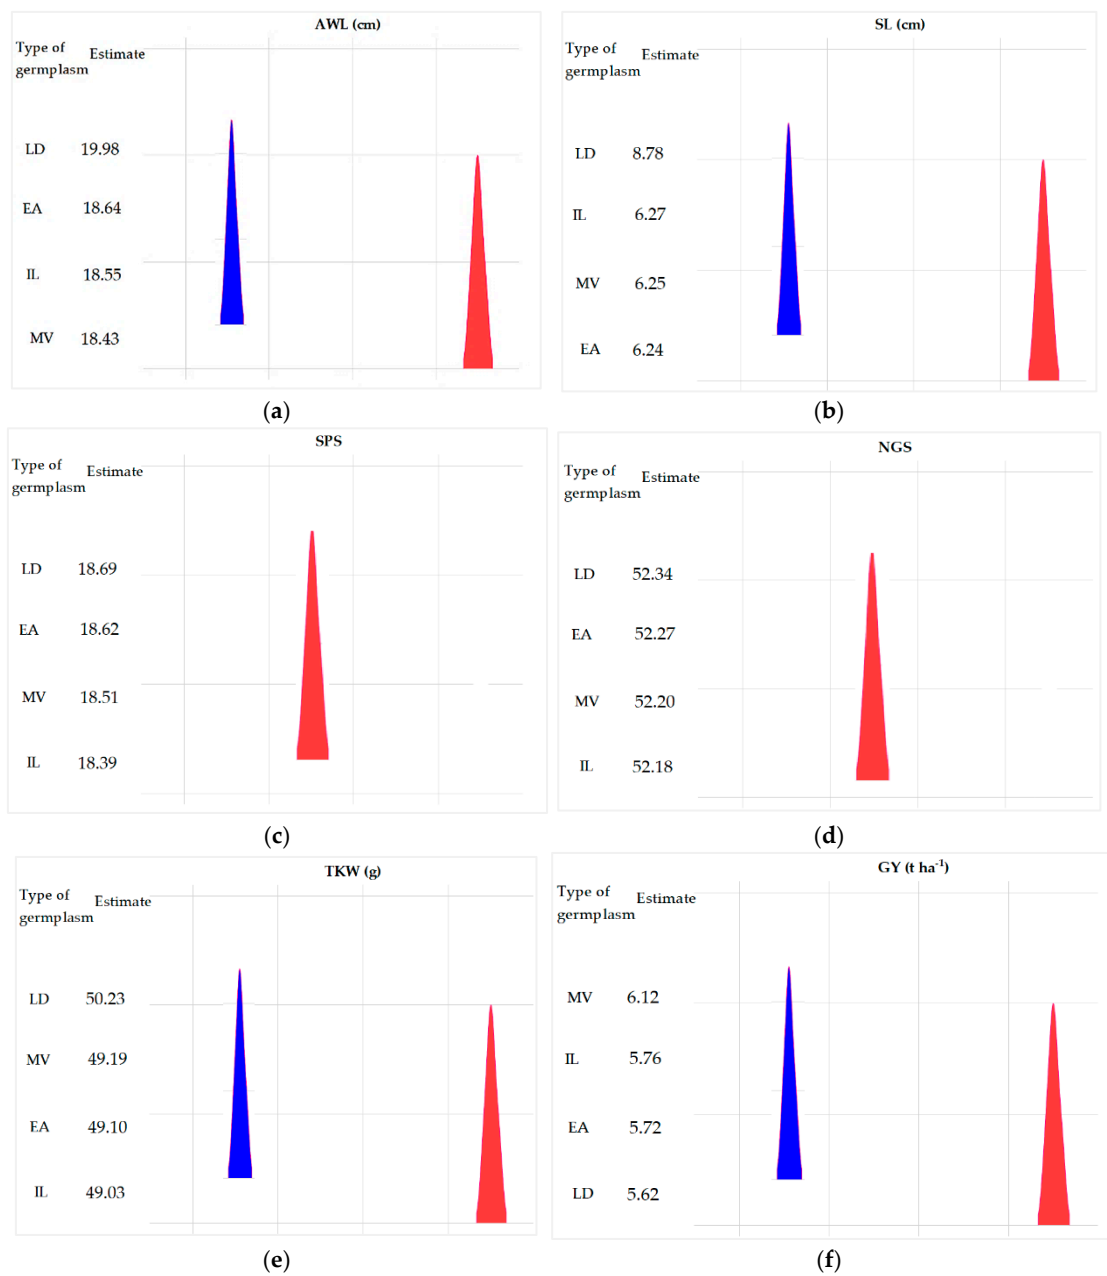 AWL (cm)
Type of germplasm Estimate
LD 19.98
EA 18.64
IL 18.55
MV 18.43
(a)
SL (cm)
Type of germplasm Estimate
LD 8.78
IL 6.27
MV 6.25
EA 6.24
(b)
SPS
Type of germplasm Estimate
LD 18.69
EA 18.62
MV 18.51
IL 18.39
(c)
NGS
Type of germplasm Estimate
LD 52.34
EA 52.27
MV 52.20
IL 52.18
(d)
TKW (g)
Type of germplasm Estimate
LD 50.23
MV 49.19
EA 49.10
IL 49.03
(e)
GY (t ha⁻¹)
Type of germplasm Estimate
MV 6.12
IL 5.76
EA 5.72
LD 5.62
(f)